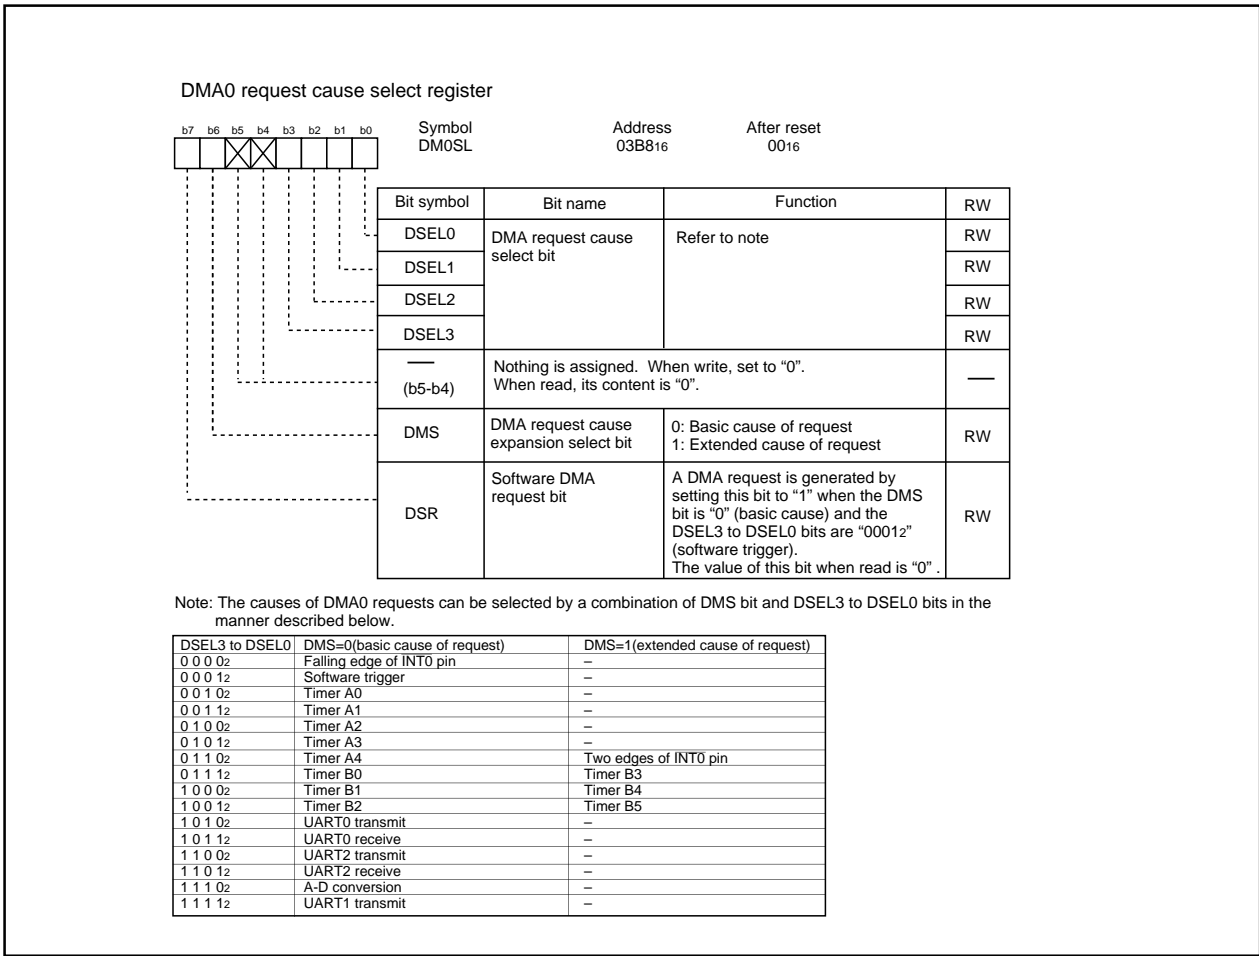 DMA0 request cause select register
b7 b6 b5 b4 b3 b2 b1 b0
Symbol Address After reset
DM0SL 03B816 0016
Bit symbol Bit name Function RW
DSEL0 DMA request cause select bit Refer to note RW
DSEL1 RW
DSEL2 RW
DSEL3 RW
— (b5-b4) Nothing is assigned. When write, set to “0”. —
When read, its content is “0”.
DMS DMA request cause expansion select bit 0: Basic cause of request RW
1: Extended cause of request
DSR Software DMA request bit A DMA request is generated by RW
setting this bit to “1” when the DMS
bit is “0” (basic cause) and the
DSEL3 to DSEL0 bits are “00012”
(software trigger).
The value of this bit when read is “0” .
Note: The causes of DMA0 requests can be selected by a combination of DMS bit and DSEL3 to DSEL0 bits in the
manner described below.
DSEL3 to DSEL0 DMS=0(basic cause of request) DMS=1(extended cause of request)
0 0 0 02 Falling edge of INT0 pin –
0 0 0 12 Software trigger –
0 0 1 02 Timer A0 –
0 0 1 12 Timer A1 –
0 1 0 02 Timer A2 –
0 1 0 12 Timer A3 –
0 1 1 02 Timer A4 Two edges of INT0 pin
0 1 1 12 Timer B0 Timer B3
1 0 0 02 Timer B1 Timer B4
1 0 0 12 Timer B2 Timer B5
1 0 1 02 UART0 transmit –
1 0 1 12 UART0 receive –
1 1 0 02 UART2 transmit –
1 1 0 12 UART2 receive –
1 1 1 02 A-D conversion –
1 1 1 12 UART1 transmit –